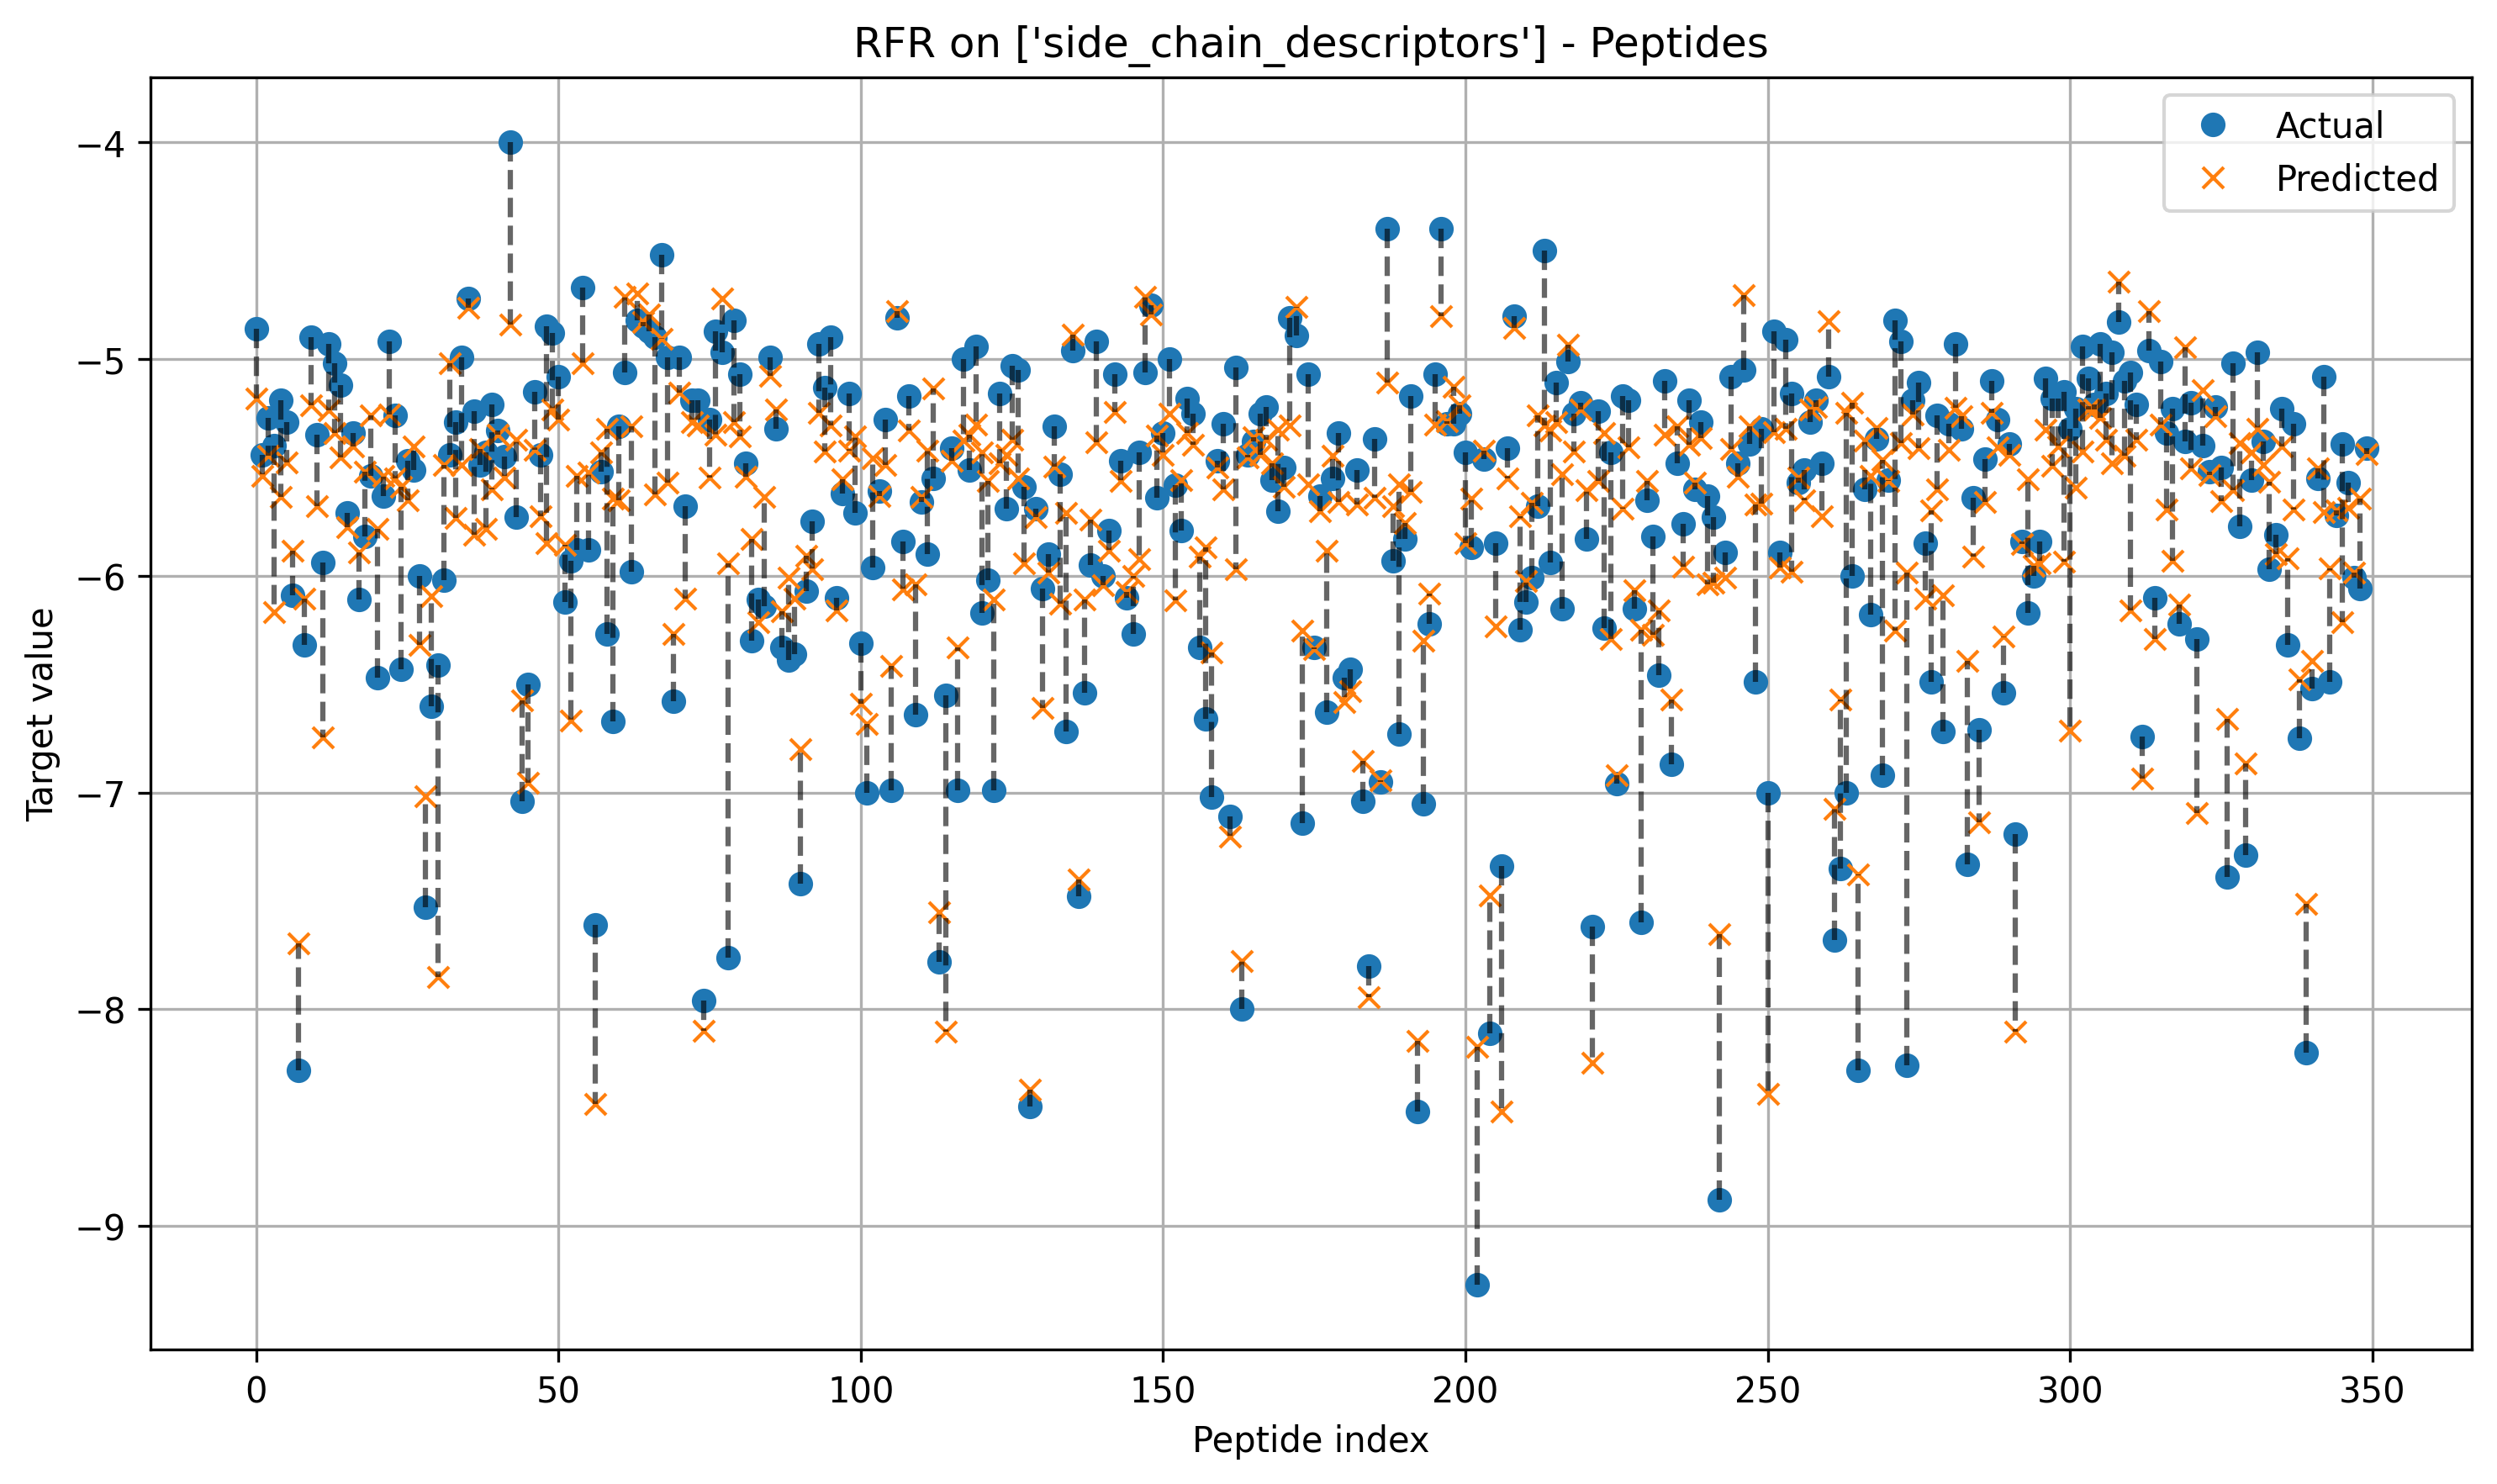 RFR on ['side_chain_descriptors'] - Peptides
Actual
Predicted
Target value
−4
−5
−6
−7
−8
−9
0 50 100 150 200 250 300 350
Peptide index